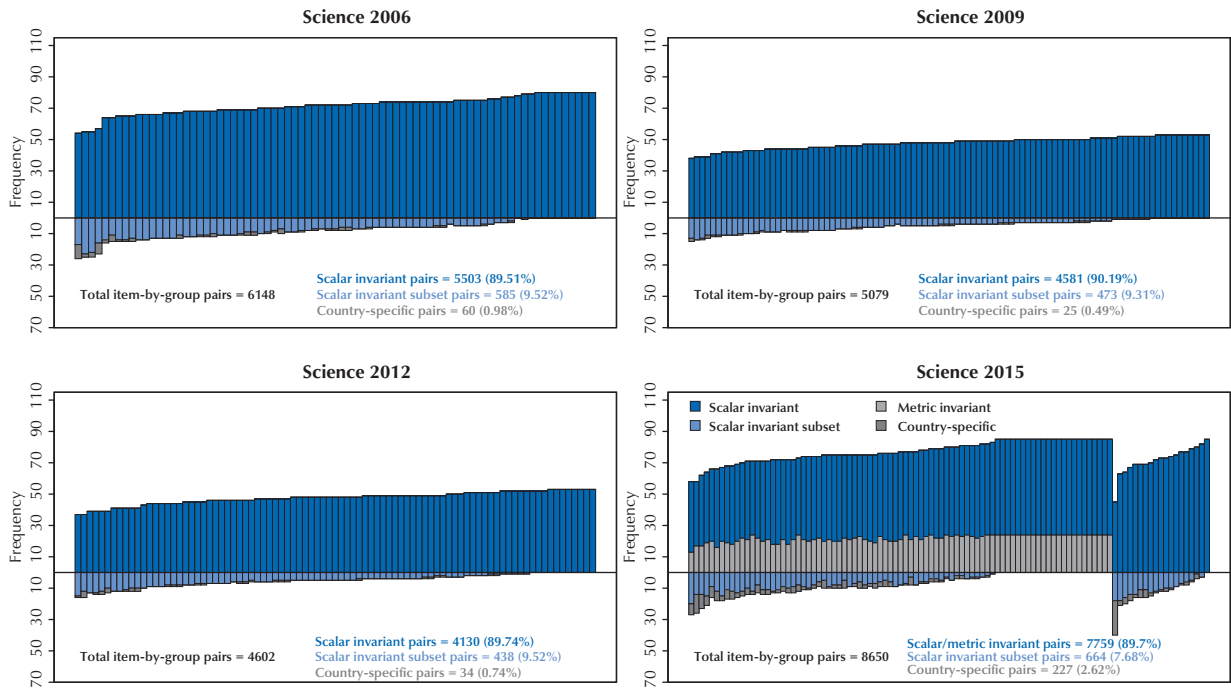 Science 2006
Frequency
110
90
70
50
30
10
10
30
50
70
Total item-by-group pairs = 6148
Scalar invariant pairs = 5503 (89.51%)
Scalar invariant subset pairs = 585 (9.52%)
Country-specific pairs = 60 (0.98%)
Science 2009
Frequency
110
90
70
50
30
10
10
30
50
70
Total item-by-group pairs = 5079
Scalar invariant pairs = 4581 (90.19%)
Scalar invariant subset pairs = 473 (9.31%)
Country-specific pairs = 25 (0.49%)
Science 2012
Frequency
110
90
70
50
30
10
10
30
50
70
Total item-by-group pairs = 4602
Scalar invariant pairs = 4130 (89.74%)
Scalar invariant subset pairs = 438 (9.52%)
Country-specific pairs = 34 (0.74%)
Science 2015
Frequency
110
90
70
50
30
10
10
30
50
70
Scalar invariant
Metric invariant
Scalar invariant subset
Country-specific
Total item-by-group pairs = 8650
Scalar/metric invariant pairs = 7759 (89.7%)
Scalar invariant subset pairs = 664 (7.68%)
Country-specific pairs = 227 (2.62%)